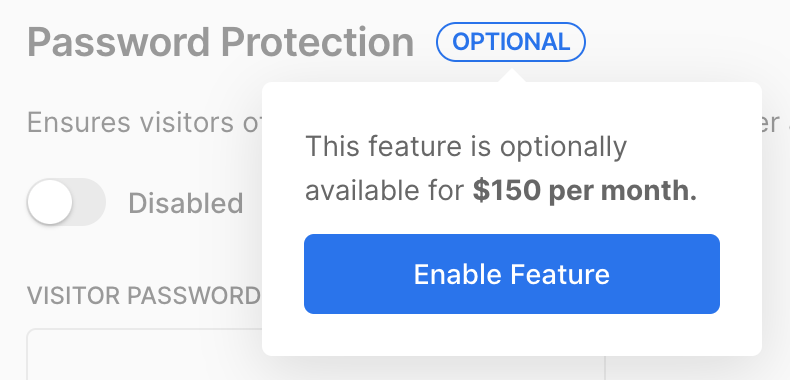 Password Protection OPTIONAL
Ensures visitors
This feature is optionally
available for $150 per month.
Disabled
Enable Feature
VISITOR PASSWORD